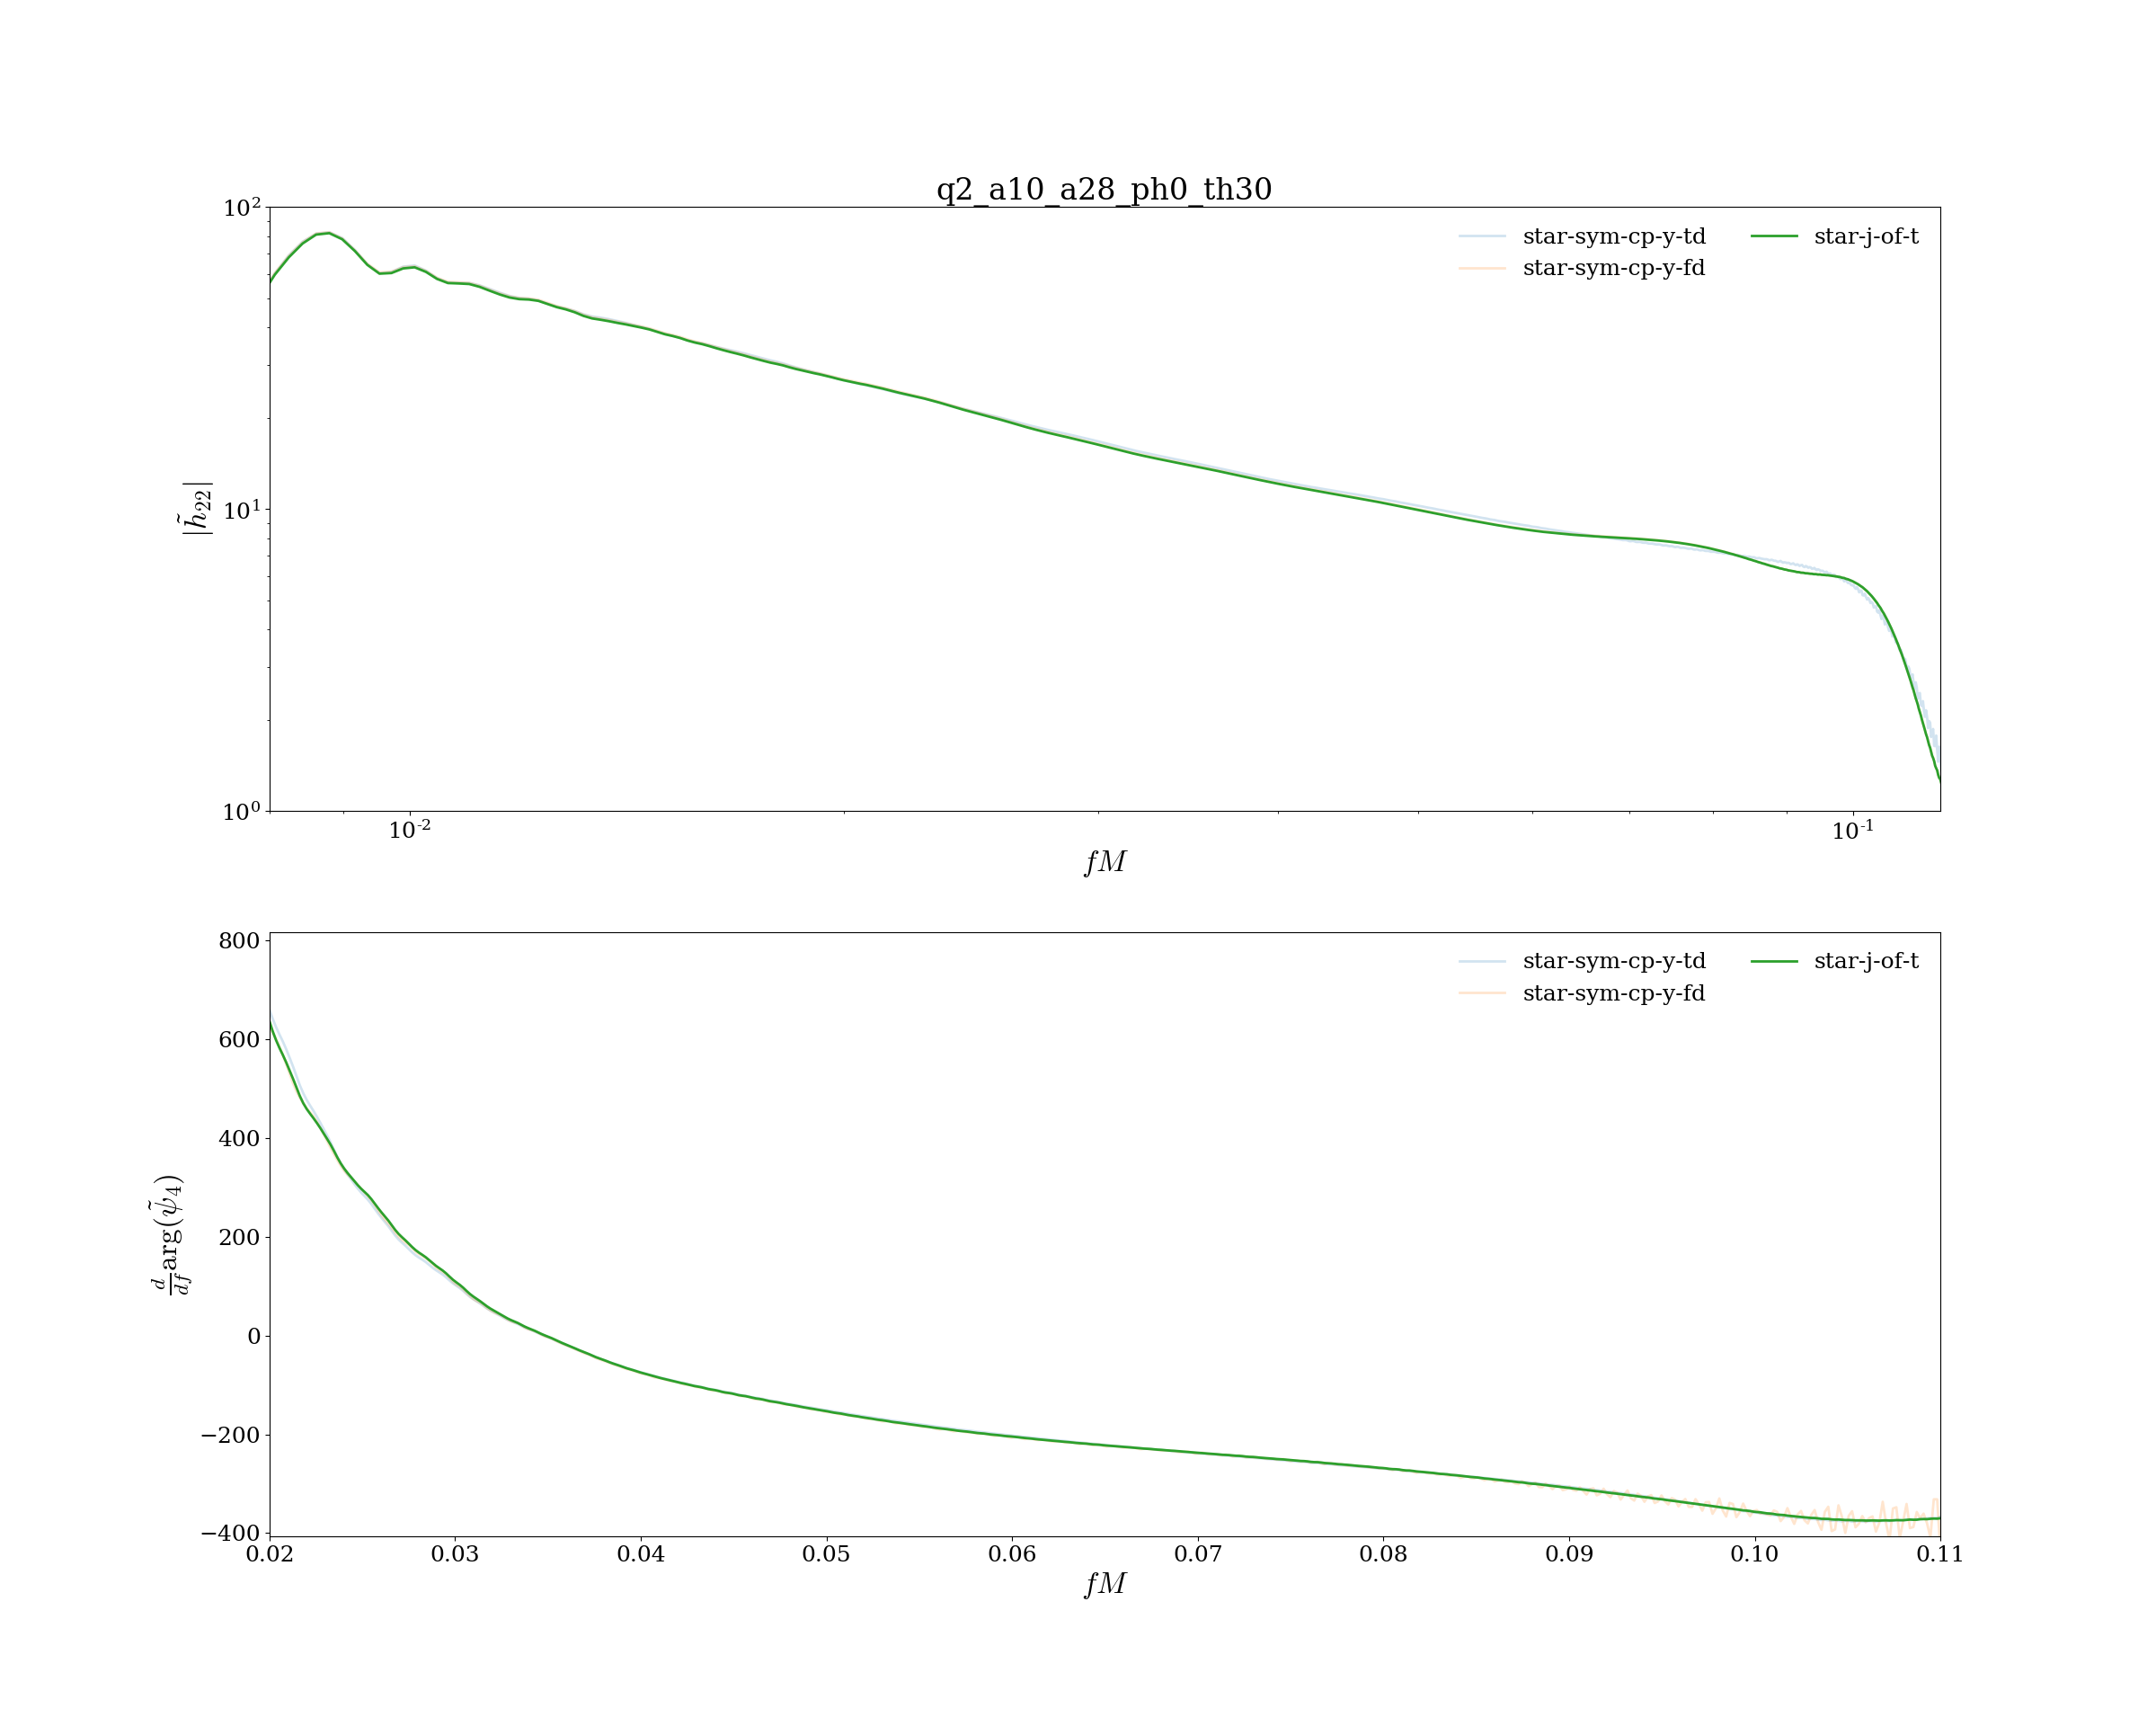 q2_a10_a28_ph0_th30
10²
10¹
10⁰
|h̃₂₂|
star-sym-cp-y-td
star-sym-cp-y-fd
star-j-of-t
10⁻²
10⁻¹
fM
800
600
400
200
0
−200
−400
d/df arg(ψ̃₄)
star-sym-cp-y-td
star-sym-cp-y-fd
star-j-of-t
0.02 0.03 0.04 0.05 0.06 0.07 0.08 0.09 0.10 0.11
fM